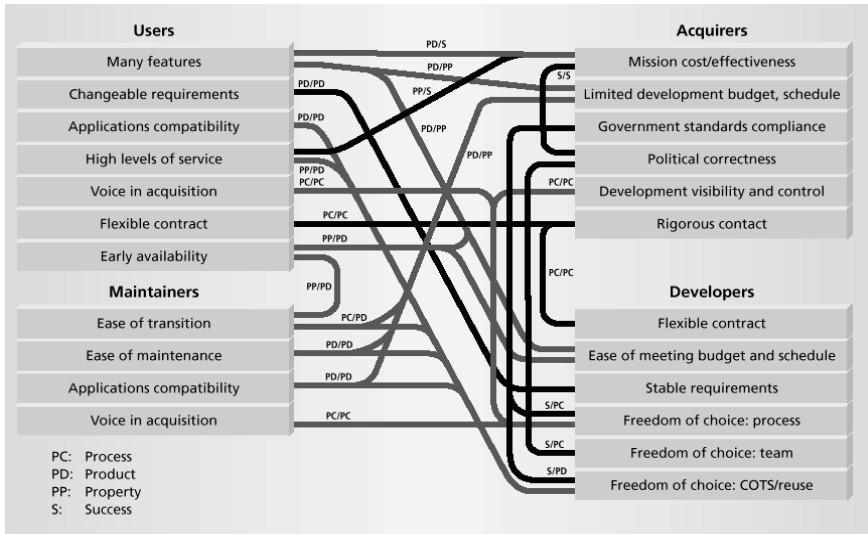 Users
Many features
Changeable requirements
Applications compatibility
High levels of service
Voice in acquisition
Flexible contract
Early availability
Maintainers
Ease of transition
Ease of maintenance
Applications compatibility
Voice in acquisition
PC: Process
PD: Product
PP: Property
S: Success
PD/S
PD/PP
S/S
PD/PD
PP/S
PD/PD
PD/PP
PD/PP
PP/PD
PC/PC
PC/PC
PC/PC
PP/PD
PC/PC
PP/PD
PC/PD
PD/PD
PD/PD
S/PC
PC/PC
S/PC
S/PD
Acquirers
Mission cost/effectiveness
Limited development budget, schedule
Government standards compliance
Political correctness
Development visibility and control
Rigorous contact
Developers
Flexible contract
Ease of meeting budget and schedule
Stable requirements
Freedom of choice: process
Freedom of choice: team
Freedom of choice: COTS/reuse